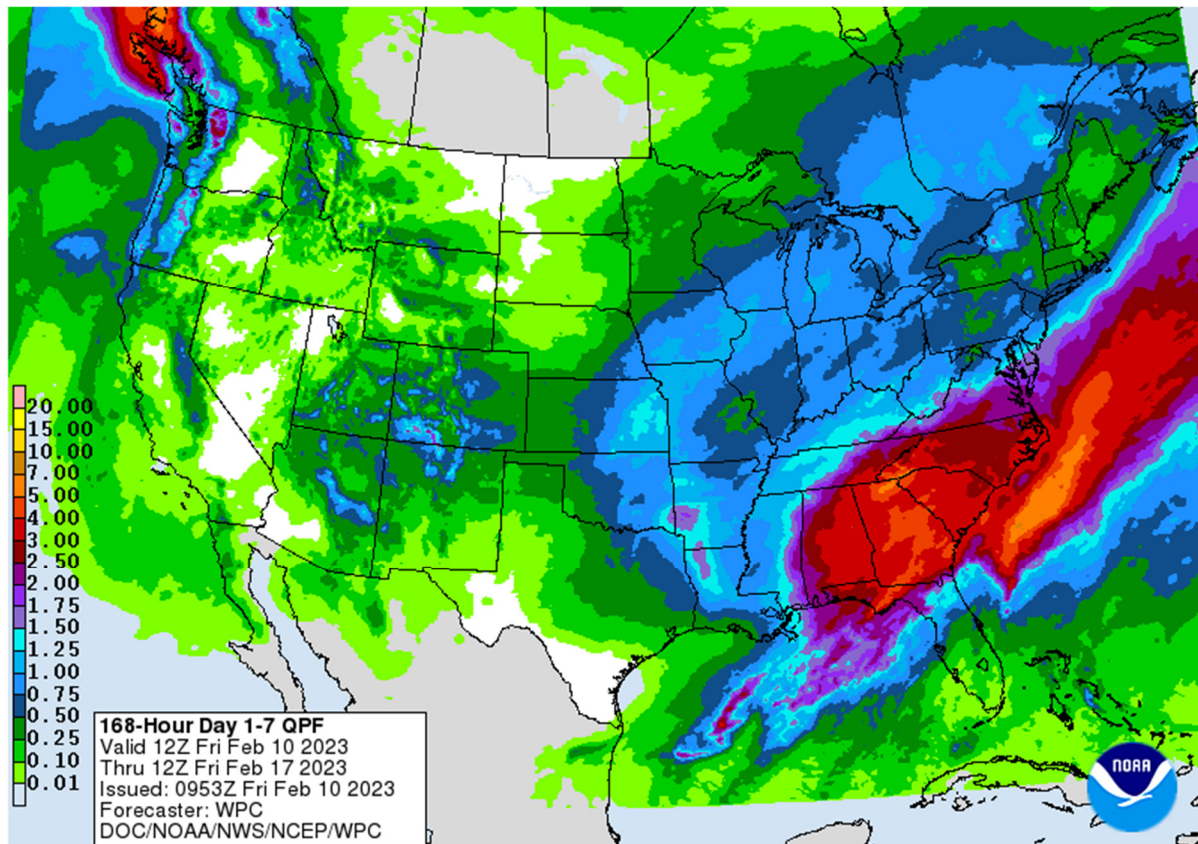 20.00
15.00
10.00
7.00
5.00
4.00
3.00
2.50
2.00
1.75
1.50
1.25
1.00
0.75
0.50
0.25
0.10
0.01
168-Hour Day 1-7 QPF
Valid 12Z Fri Feb 10 2023
Thru 12Z Fri Feb 17 2023
Issued: 0953Z Fri Feb 10 2023
Forecaster: WPC
DOC/NOAA/NWS/NCEP/WPC
NOAA